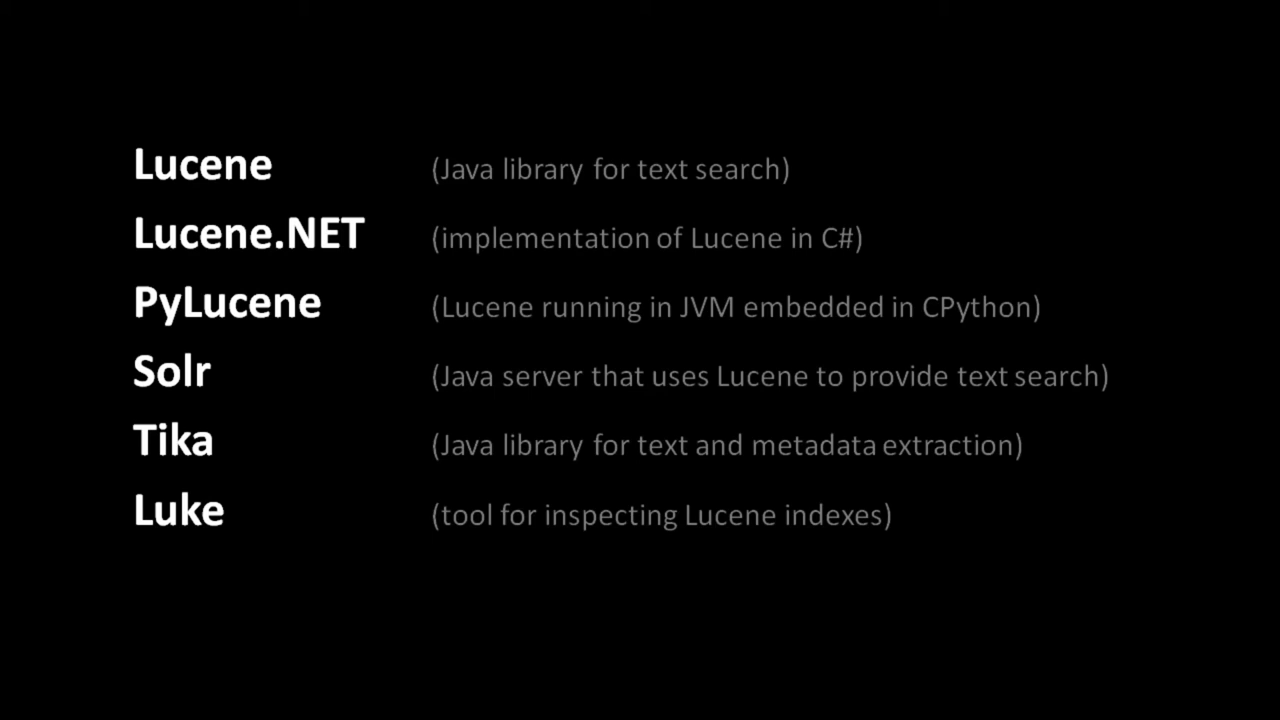 Lucene (Java library for text search)
Lucene.NET (implementation of Lucene in C#)
PyLucene (Lucene running in JVM embedded in CPython)
Solr (Java server that uses Lucene to provide text search)
Tika (Java library for text and metadata extraction)
Luke (tool for inspecting Lucene indexes)